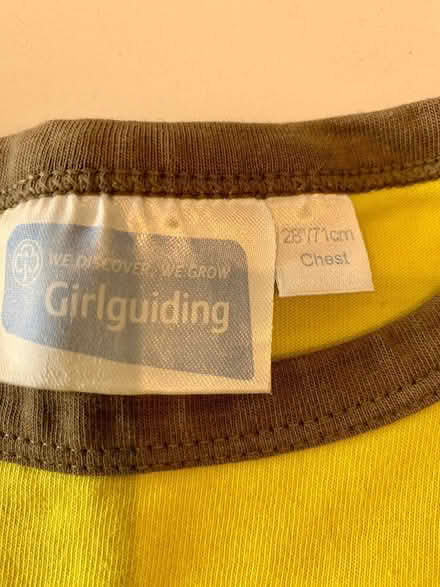 WE DISCOVER, WE GROW
Girlguiding
28"/71cm
Chest